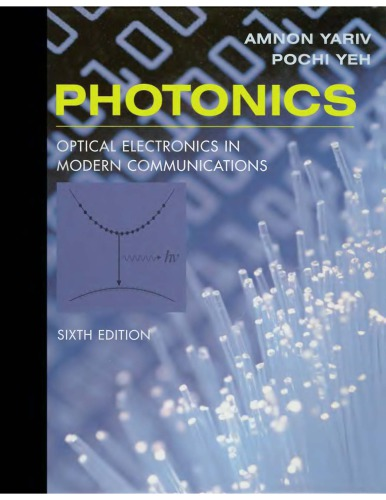 AMNON YARIV
POCHI YEH
PHOTONICS
OPTICAL ELECTRONICS IN
MODERN COMMUNICATIONS
hν
SIXTH EDITION